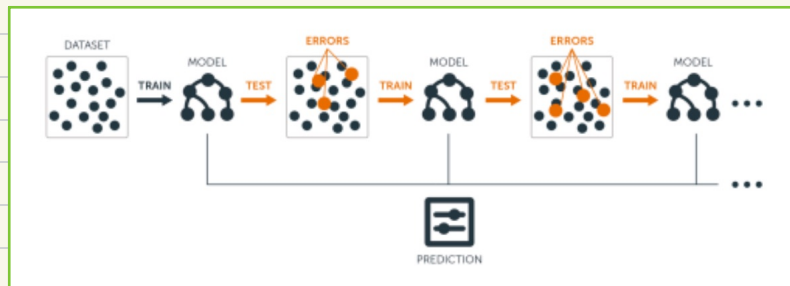 DATASET
MODEL
ERRORS
MODEL
ERRORS
MODEL
TRAIN
TEST
TRAIN
TEST
TRAIN
PREDICTION